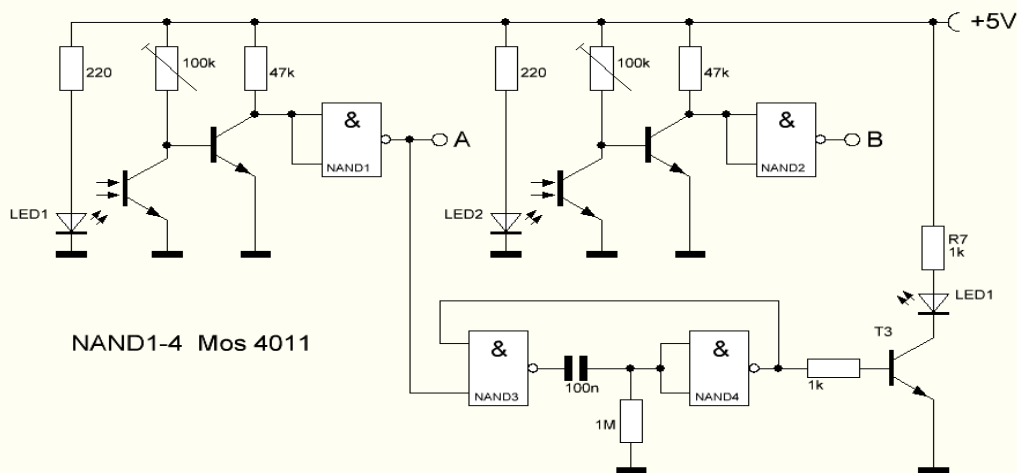 +5V
220
100k
47k
220
100k
47k
&
NAND1
A
&
NAND2
B
LED1
LED2
R7
1k
LED1
T3
NAND1-4 Mos 4011
&
NAND3
100n
1M
&
NAND4
1k